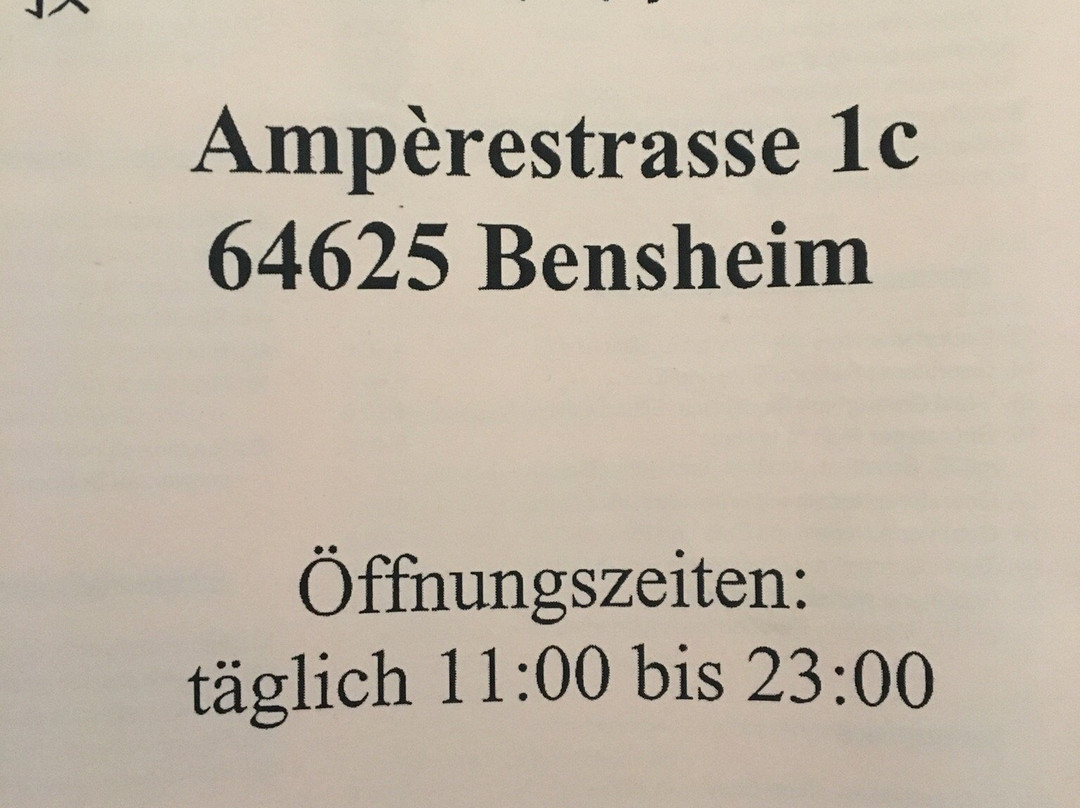 Ampèrestrasse 1c
64625 Bensheim
Öffnungszeiten:
täglich 11:00 bis 23:00